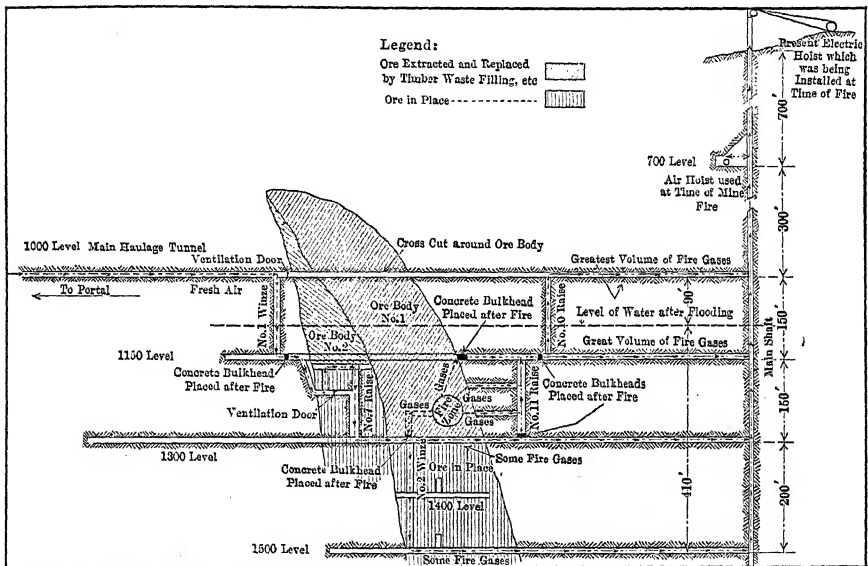 Legend:
Ore Extracted and Replaced
by Timber Waste Filling, etc
Ore in Place
Present Electric
Hoist which
was being
Installed at
Time of Fire
700'
700 Level
Air Hoist used
at Time of Mine
Fire
300'
1000 Level Main Haulage Tunnel
Ventilation Door
Cross Cut around Ore Body
Greatest Volume of Fire Gases
To Portal
Fresh Air
No.1 Winze
Ore Body
No.1
Concrete Bulkhead
Placed after Fire
No.10 Raise
Level of Water after Flooding
90'
150'
Main Shaft
Ore Body
No.2
Great Volume of Fire Gases
1150 Level
Concrete Bulkhead
Placed after Fire
Gases
No.11 Raise
Concrete Bulkheads
Placed after Fire
Ventilation Door
No.7 Raise
Gases
Fire
Zone
Gases
Gases
160'
1300 Level
Concrete Bulkhead
Placed after Fire
No.2 Winze
Ore in Place
Some Fire Gases
410'
200'
1400 Level
1500 Level
Some Fire Gases